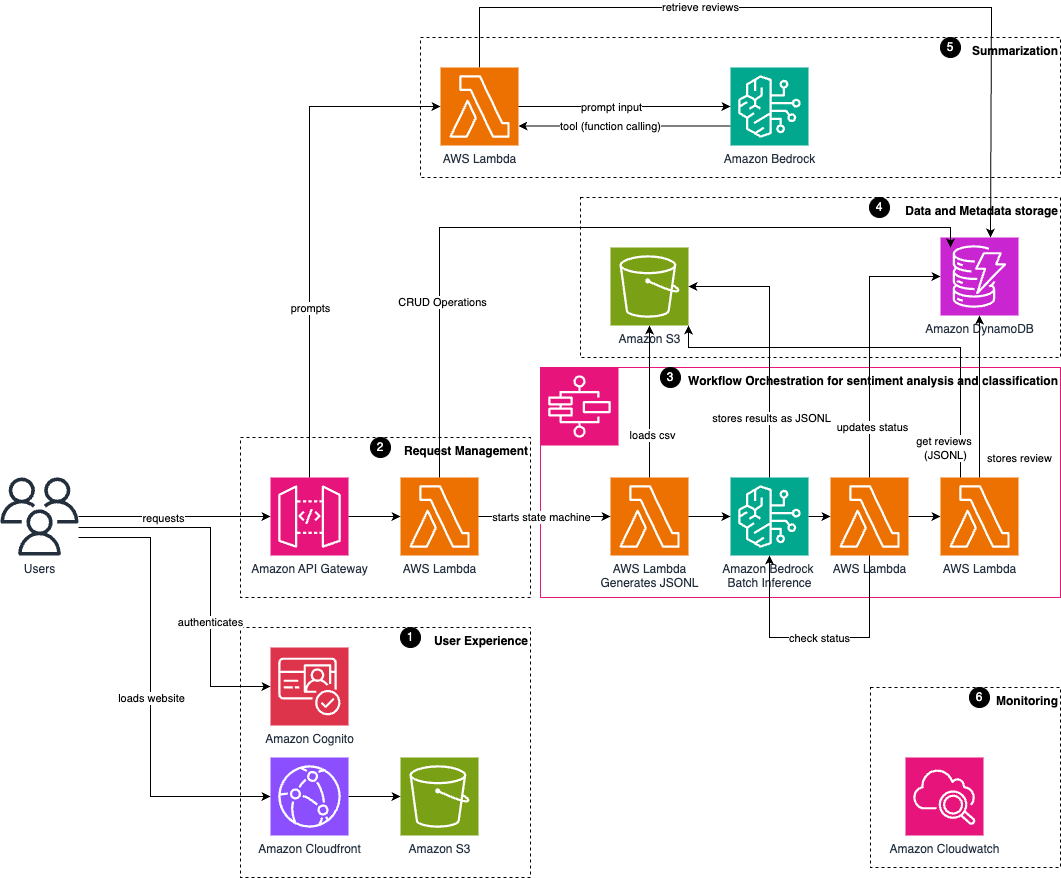 retrieve reviews
5
Summarization
prompt input
tool (function calling)
AWS Lambda
Amazon Bedrock
4
Data and Metadata storage
prompts
CRUD Operations
Amazon S3
Amazon DynamoDB
3
Workflow Orchestration for sentiment analysis and classification
stores results as JSONL
updates status
loads csv
get reviews
(JSONL)
stores review
2
Request Management
</>
requests
starts state machine
Users
Amazon API Gateway
AWS Lambda
AWS Lambda
Generates JSONL
Amazon Bedrock
Batch Inference
AWS Lambda
AWS Lambda
authenticates
check status
1
User Experience
loads website
Amazon Cognito
6
Monitoring
Amazon Cloudfront
Amazon S3
Amazon Cloudwatch